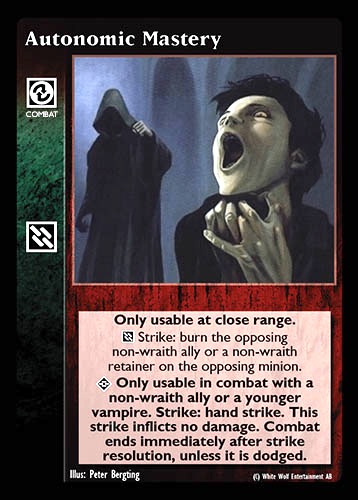 Autonomic Mastery
COMBAT
Only usable at close range.
Strike: burn the opposing
non-wraith ally or a non-wraith
retainer on the opposing minion.
Only usable in combat with a
non-wraith ally or a younger
vampire. Strike: hand strike. This
strike inflicts no damage. Combat
ends immediately after strike
resolution, unless it is dodged.
Illus: Peter Bergting
(C) White Wolf Entertainment AB